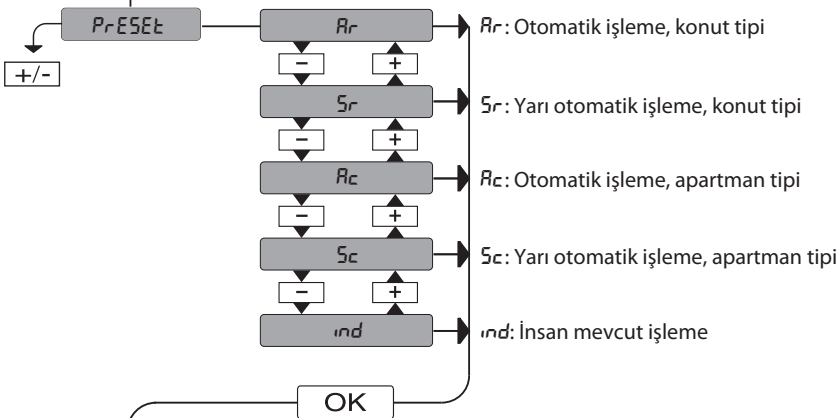 PrESEt
Ar
Ar: Otomatik işleme, konut tipi
+/-
- +
Sr
Sr: Yarı otomatik işleme, konut tipi
- +
Ac
Ac: Otomatik işleme, apartman tipi
- +
Sc
Sc: Yarı otomatik işleme, apartman tipi
- +
ind
ind: İnsan mevcut işleme
OK